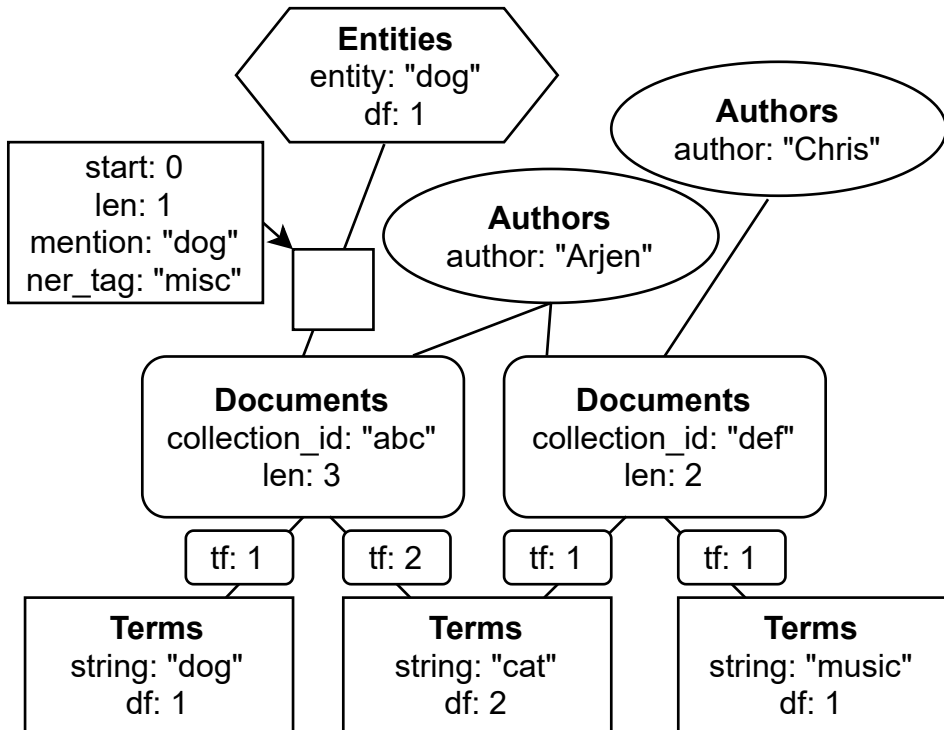 Entities
entity: "dog"
df: 1
Authors
author: "Chris"
start: 0
len: 1
mention: "dog"
ner_tag: "misc"
Authors
author: "Arjen"
Documents
collection_id: "abc"
len: 3
Documents
collection_id: "def"
len: 2
tf: 1
tf: 2
tf: 1
tf: 1
Terms
string: "dog"
df: 1
Terms
string: "cat"
df: 2
Terms
string: "music"
df: 1